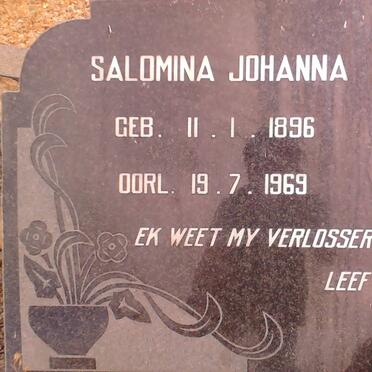 SALOMINA JOHANNA
GEB. 11.1.1896
OORL. 19.7.1969
EK WEET MY VERLOSSER
LEEF